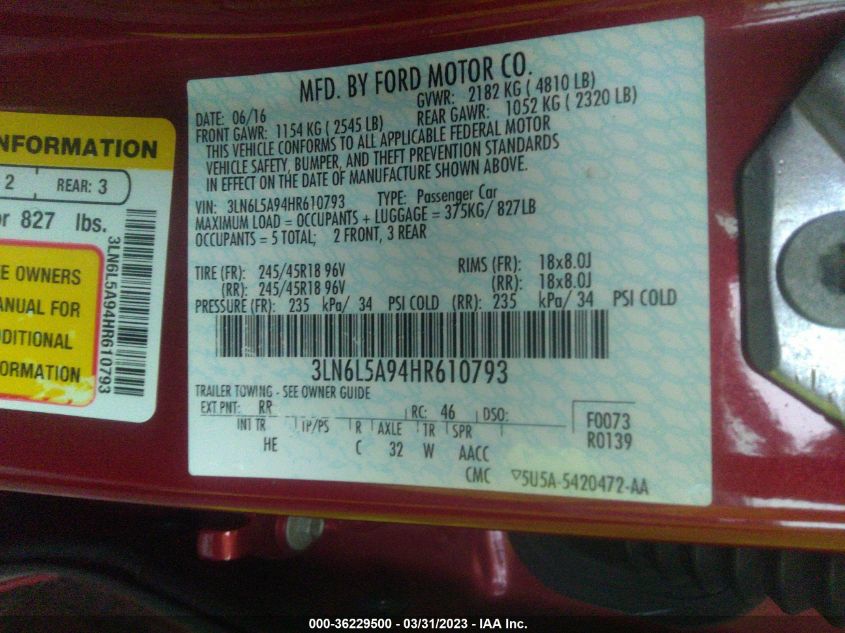 MFD. BY FORD MOTOR CO.
DATE: 06/16 GVWR: 2182 KG ( 4810 LB)
FRONT GAWR: 1154 KG ( 2545 LB) REAR GAWR: 1052 KG ( 2320 LB)
THIS VEHICLE CONFORMS TO ALL APPLICABLE FEDERAL MOTOR
VEHICLE SAFETY, BUMPER, AND THEFT PREVENTION STANDARDS
IN EFFECT ON THE DATE OF MANUFACTURE SHOWN ABOVE.
VIN: 3LN6L5A94HR610793 TYPE: Passenger Car
MAXIMUM LOAD = OCCUPANTS + LUGGAGE = 375KG/ 827LB
OCCUPANTS = 5 TOTAL; 2 FRONT, 3 REAR
TIRE (FR): 245/45R18 96V RIMS (FR): 18x8.0J
(RR): 245/45R18 96V (RR): 18x8.0J
PRESSURE (FR): 235 kPa/ 34 PSI COLD (RR): 235 kPa/ 34 PSI COLD
3LN6L5A94HR610793
TRAILER TOWING - SEE OWNER GUIDE
EXT PNT: RR RC: 46 DSO:
INT TR TP/PS R AXLE TR SPR
HE C 32 W AACC
F0073
R0139
CMC ▽5U5A-5420472-AA
NFORMATION
2 REAR: 3
or 827 lbs.
3LN6L5A94HR610793
E OWNERS
ANUAL FOR
DDITIONAL
FORMATION
000-36229500 - 03/31/2023 - IAA Inc.